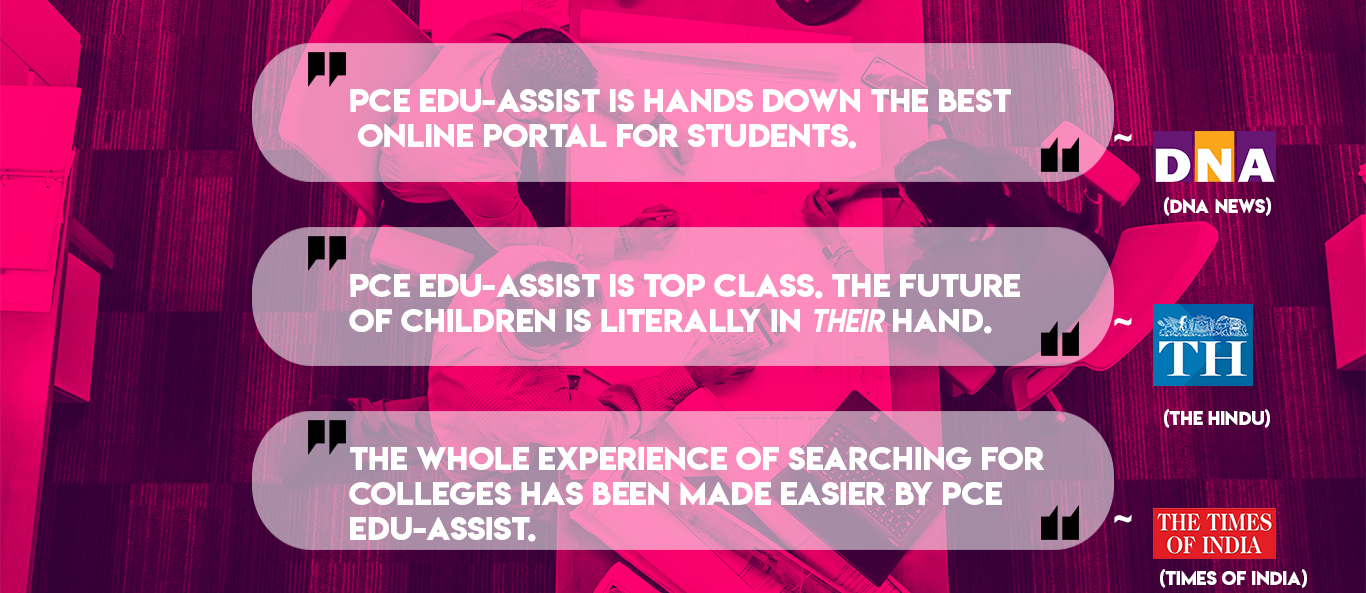 PCE EDU-ASSIST IS HANDS DOWN THE BEST
ONLINE PORTAL FOR STUDENTS.
~
DNA
(DNA NEWS)
PCE EDU-ASSIST IS TOP CLASS. THE FUTURE
OF CHILDREN IS LITERALLY IN THEIR HAND.
~
TH
(THE HINDU)
THE WHOLE EXPERIENCE OF SEARCHING FOR
COLLEGES HAS BEEN MADE EASIER BY PCE
EDU-ASSIST.
~
THE TIMES
OF INDIA
(TIMES OF INDIA)